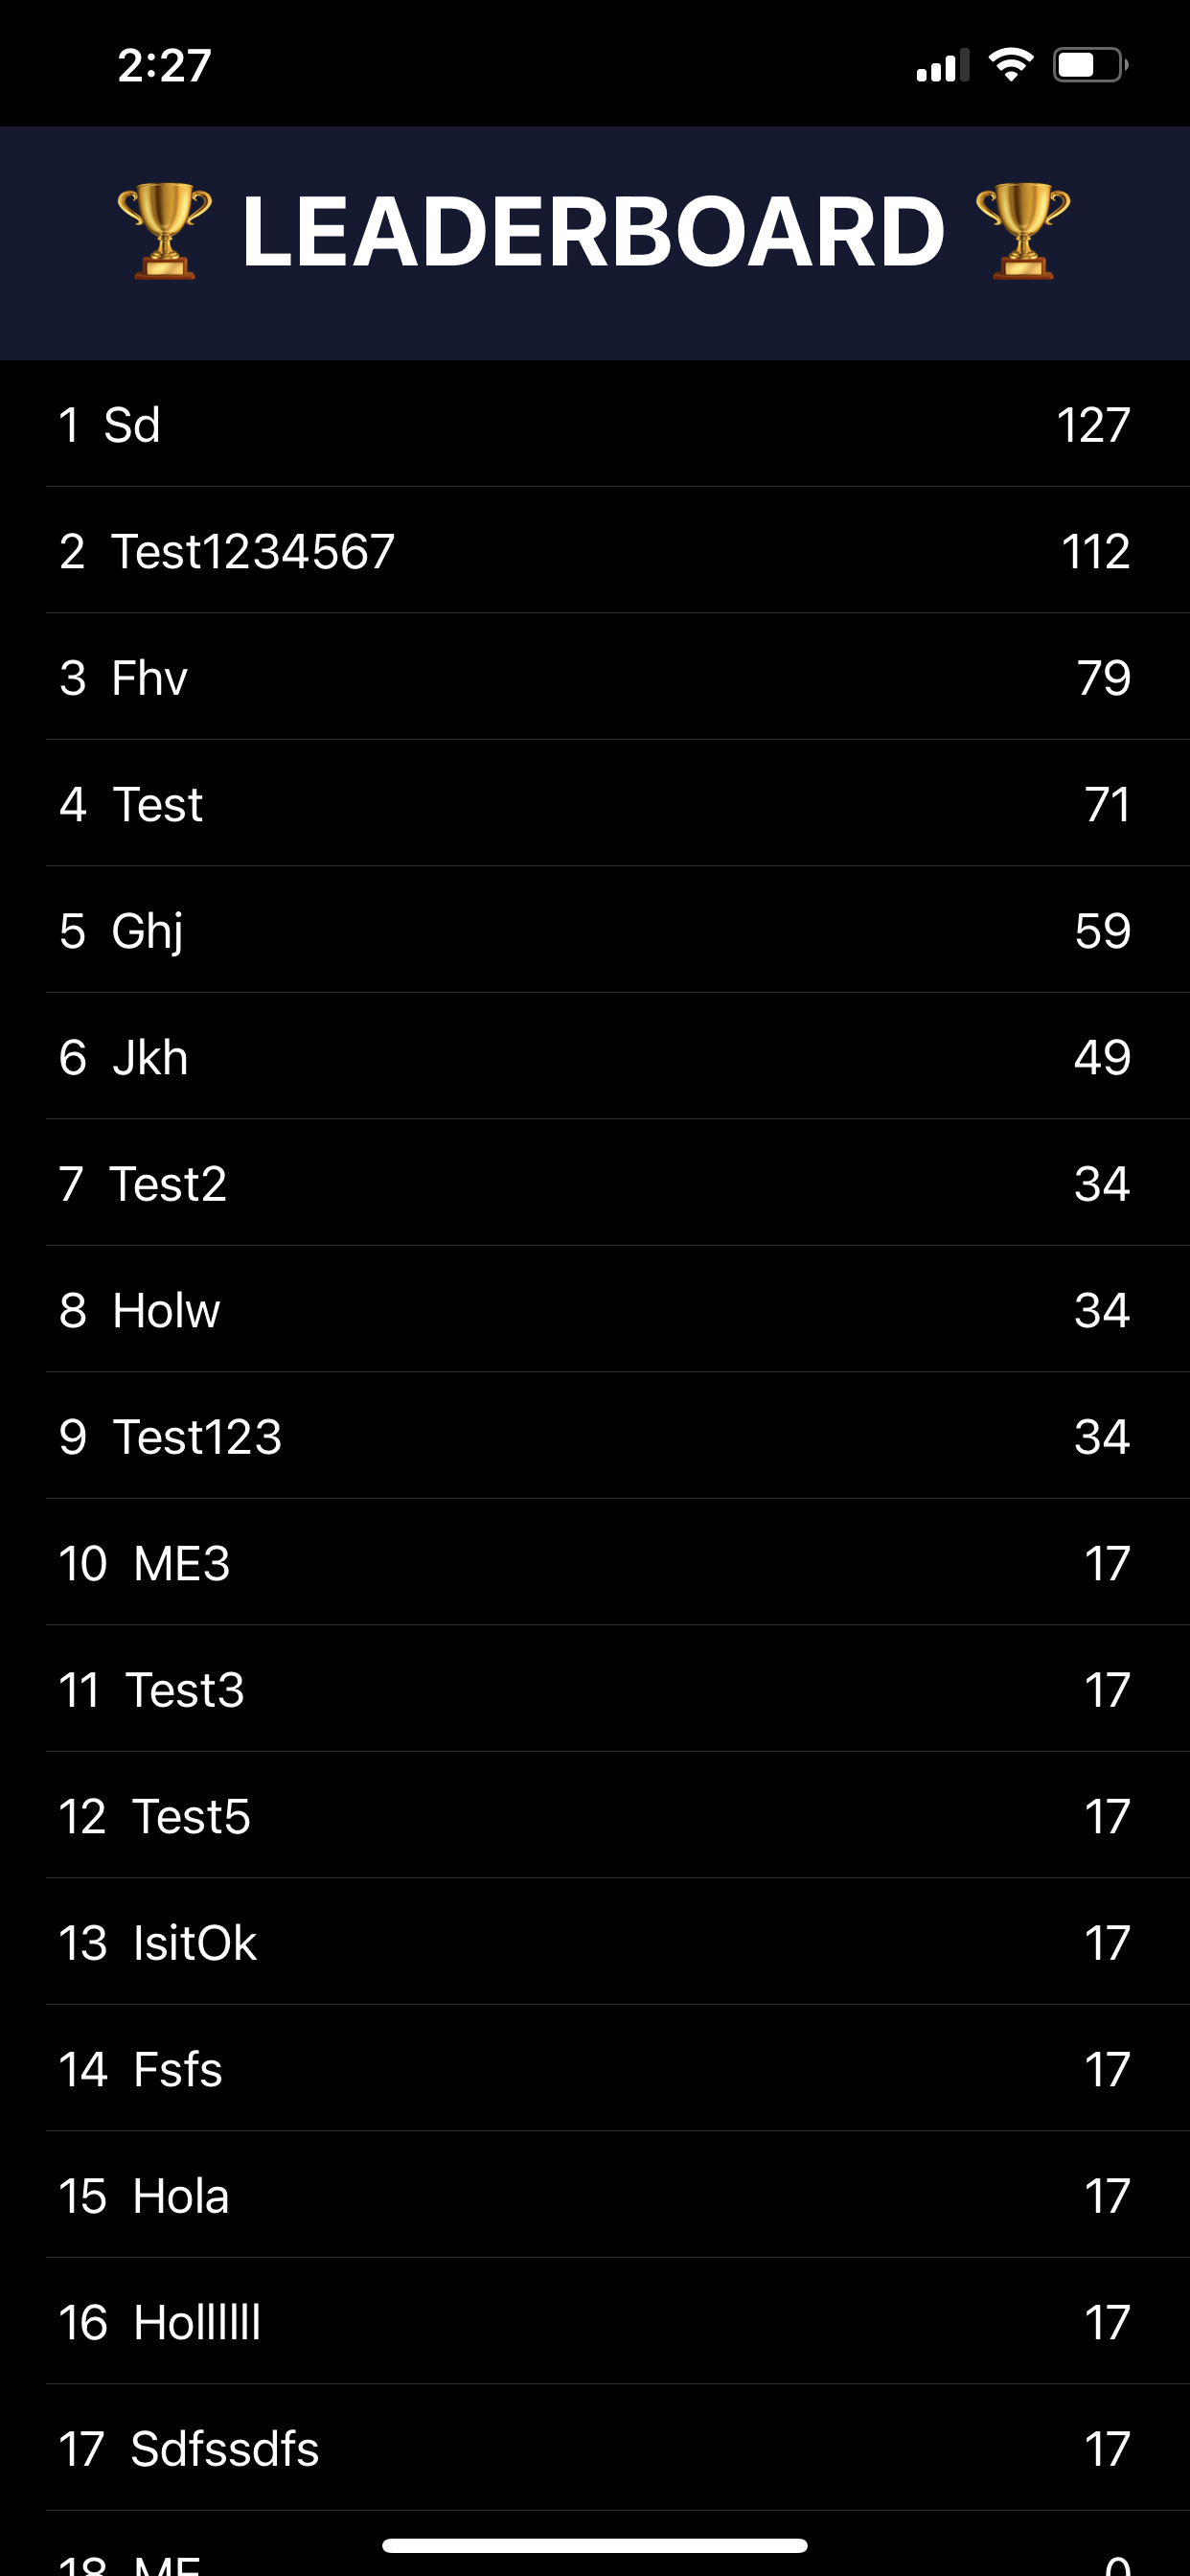 2:27
🏆 LEADERBOARD 🏆
1 Sd 127
2 Test1234567 112
3 Fhv 79
4 Test 71
5 Ghj 59
6 Jkh 49
7 Test2 34
8 Holw 34
9 Test123 34
10 ME3 17
11 Test3 17
12 Test5 17
13 IsitOk 17
14 Fsfs 17
15 Hola 17
16 Hollllll 17
17 Sdfssdfs 17
18 ME 0